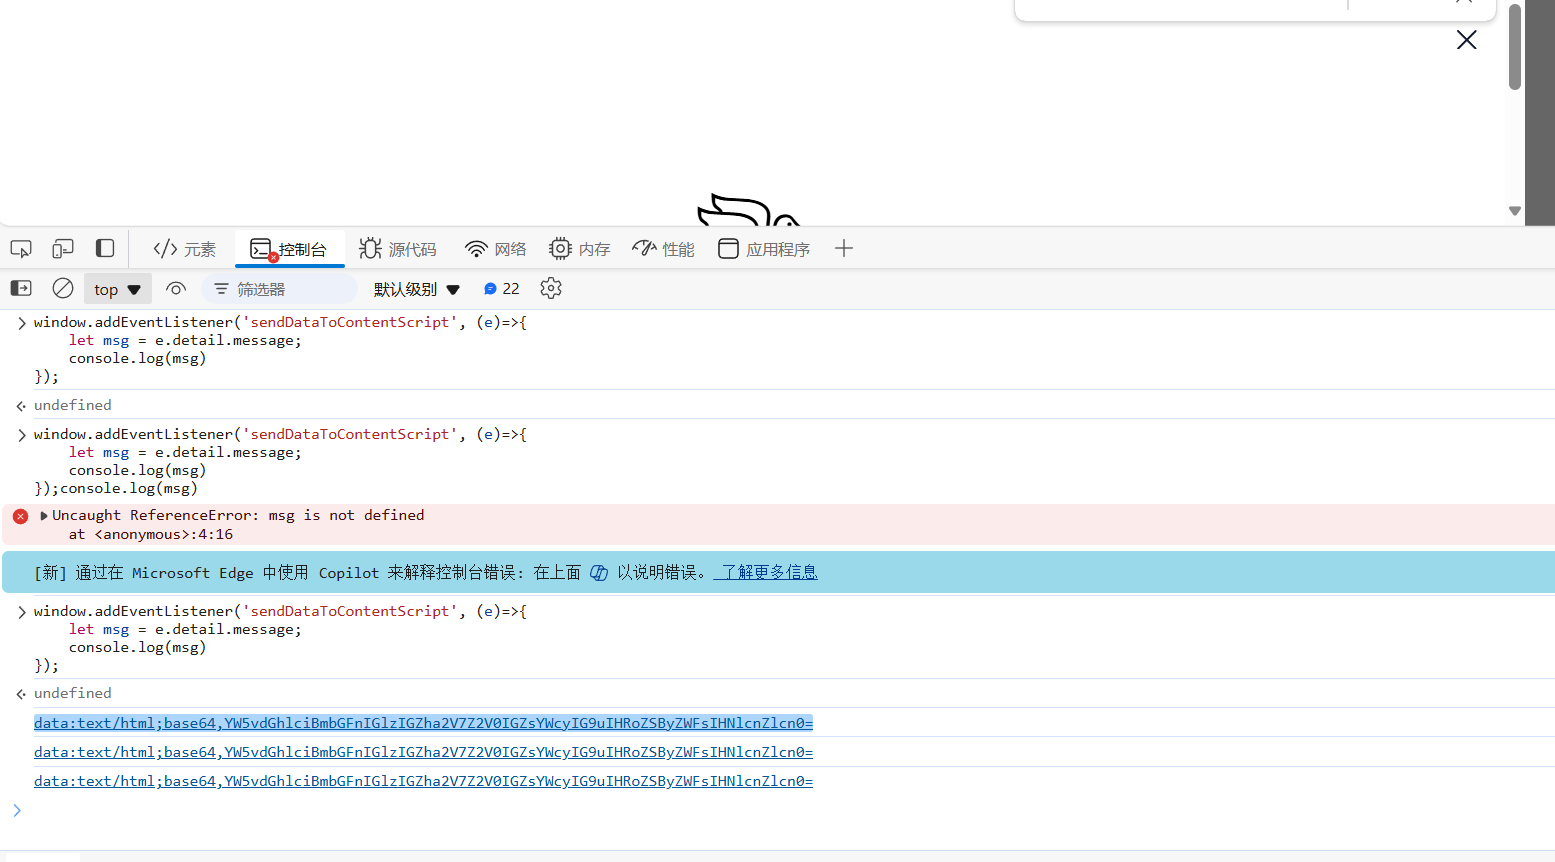 元素 控制台 源代码 网络 内存 性能 应用程序
top 筛选器 默认级别 22
window.addEventListener('sendDataToContentScript', (e)=>{
    let msg = e.detail.message;
    console.log(msg)
});
undefined
window.addEventListener('sendDataToContentScript', (e)=>{
    let msg = e.detail.message;
    console.log(msg)
});console.log(msg)
Uncaught ReferenceError: msg is not defined
    at <anonymous>:4:16
[新] 通过在 Microsoft Edge 中使用 Copilot 来解释控制台错误: 在上面 以说明错误。 了解更多信息
window.addEventListener('sendDataToContentScript', (e)=>{
    let msg = e.detail.message;
    console.log(msg)
});
undefined
data:text/html;base64,YW5vdGhlciBmbGFnIGlzIGZha2V7Z2V0IGZsYWcyIG9uIHRoZSByZWFsIHNlcnZlcn0=
data:text/html;base64,YW5vdGhlciBmbGFnIGlzIGZha2V7Z2V0IGZsYWcyIG9uIHRoZSByZWFsIHNlcnZlcn0=
data:text/html;base64,YW5vdGhlciBmbGFnIGlzIGZha2V7Z2V0IGZsYWcyIG9uIHRoZSByZWFsIHNlcnZlcn0=